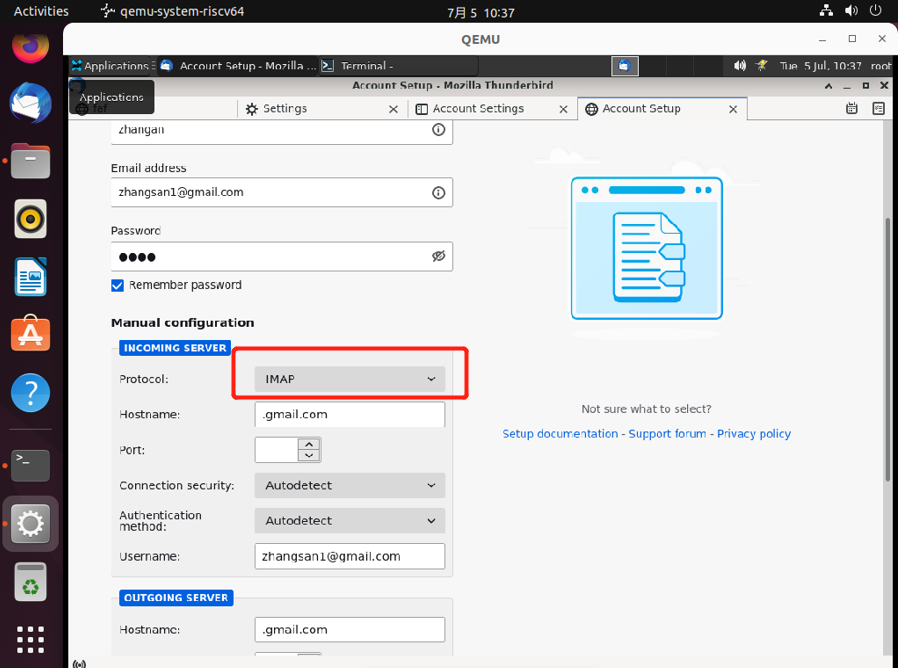 Activities
qemu-system-riscv64
7月 5 10:37
QEMU
Applications
Account Setup - Mozilla ...
Terminal -
Tue 5 Jul, 10:37 root
Account Setup - Mozilla Thunderbird
Applications
Settings
Account Settings
Account Setup
zhangan
Email address
zhangsan1@gmail.com
Password
Remember password
Manual configuration
INCOMING SERVER
Protocol:
IMAP
Hostname:
.gmail.com
Port:
Connection security:
Autodetect
Authentication
method:
Autodetect
Username:
zhangsan1@gmail.com
OUTGOING SERVER
Hostname:
.gmail.com
Not sure what to select?
Setup documentation - Support forum - Privacy policy